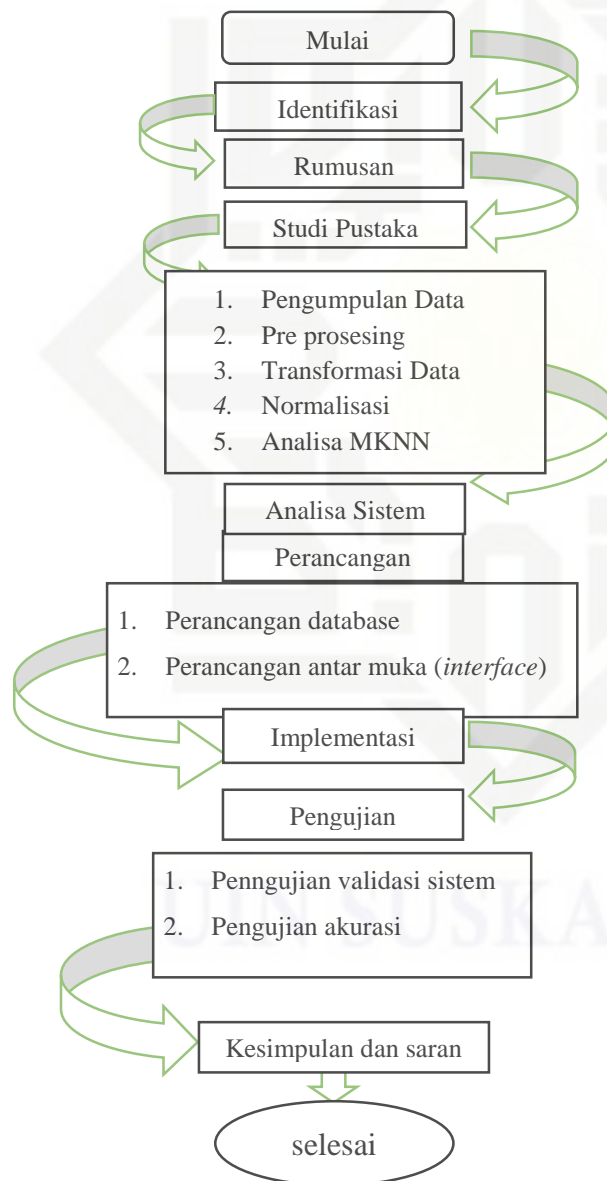 Mulai
Identifikasi
Rumusan
Studi Pustaka
1. Pengumpulan Data
2. Pre prosesing
3. Transformasi Data
4. Normalisasi
5. Analisa MKNN
Analisa Sistem
Perancangan
1. Perancangan database
2. Perancangan antar muka (interface)
Implementasi
Pengujian
1. Penngujian validasi sistem
2. Pengujian akurasi
UIN SUSKA
Kesimpulan dan saran
selesai